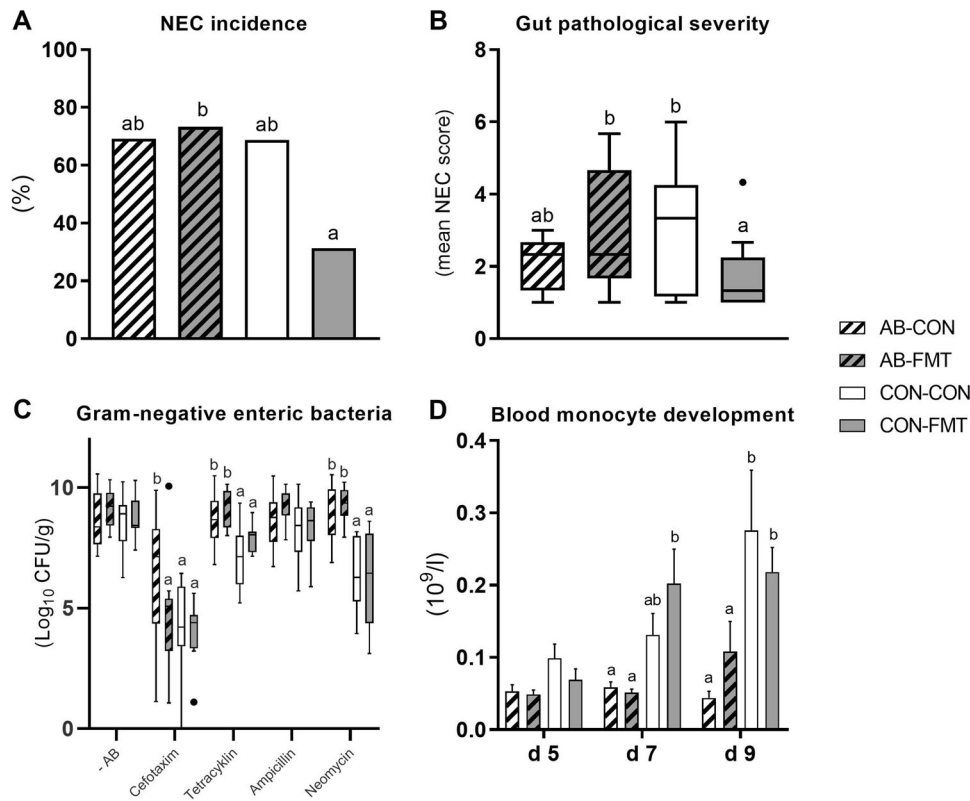 A NEC incidence
100
80
60
40
20
0
(%)
ab
b
ab
a
B Gut pathological severity
8
6
4
2
0
(mean NEC score)
ab
b
b
a
AB-CON
AB-FMT
CON-CON
CON-FMT
C Gram-negative enteric bacteria
10
5
0
(Log10 CFU/g)
b
a
a
a
b
b
a
a
b
b
a
a
- AB
Cefotaxim
Tetracyklin
Ampicillin
Neomycin
D Blood monocyte development
0.4
0.3
0.2
0.1
0.0
(10^9/l)
a
a
ab
b
a
a
b
b
d 5
d 7
d 9